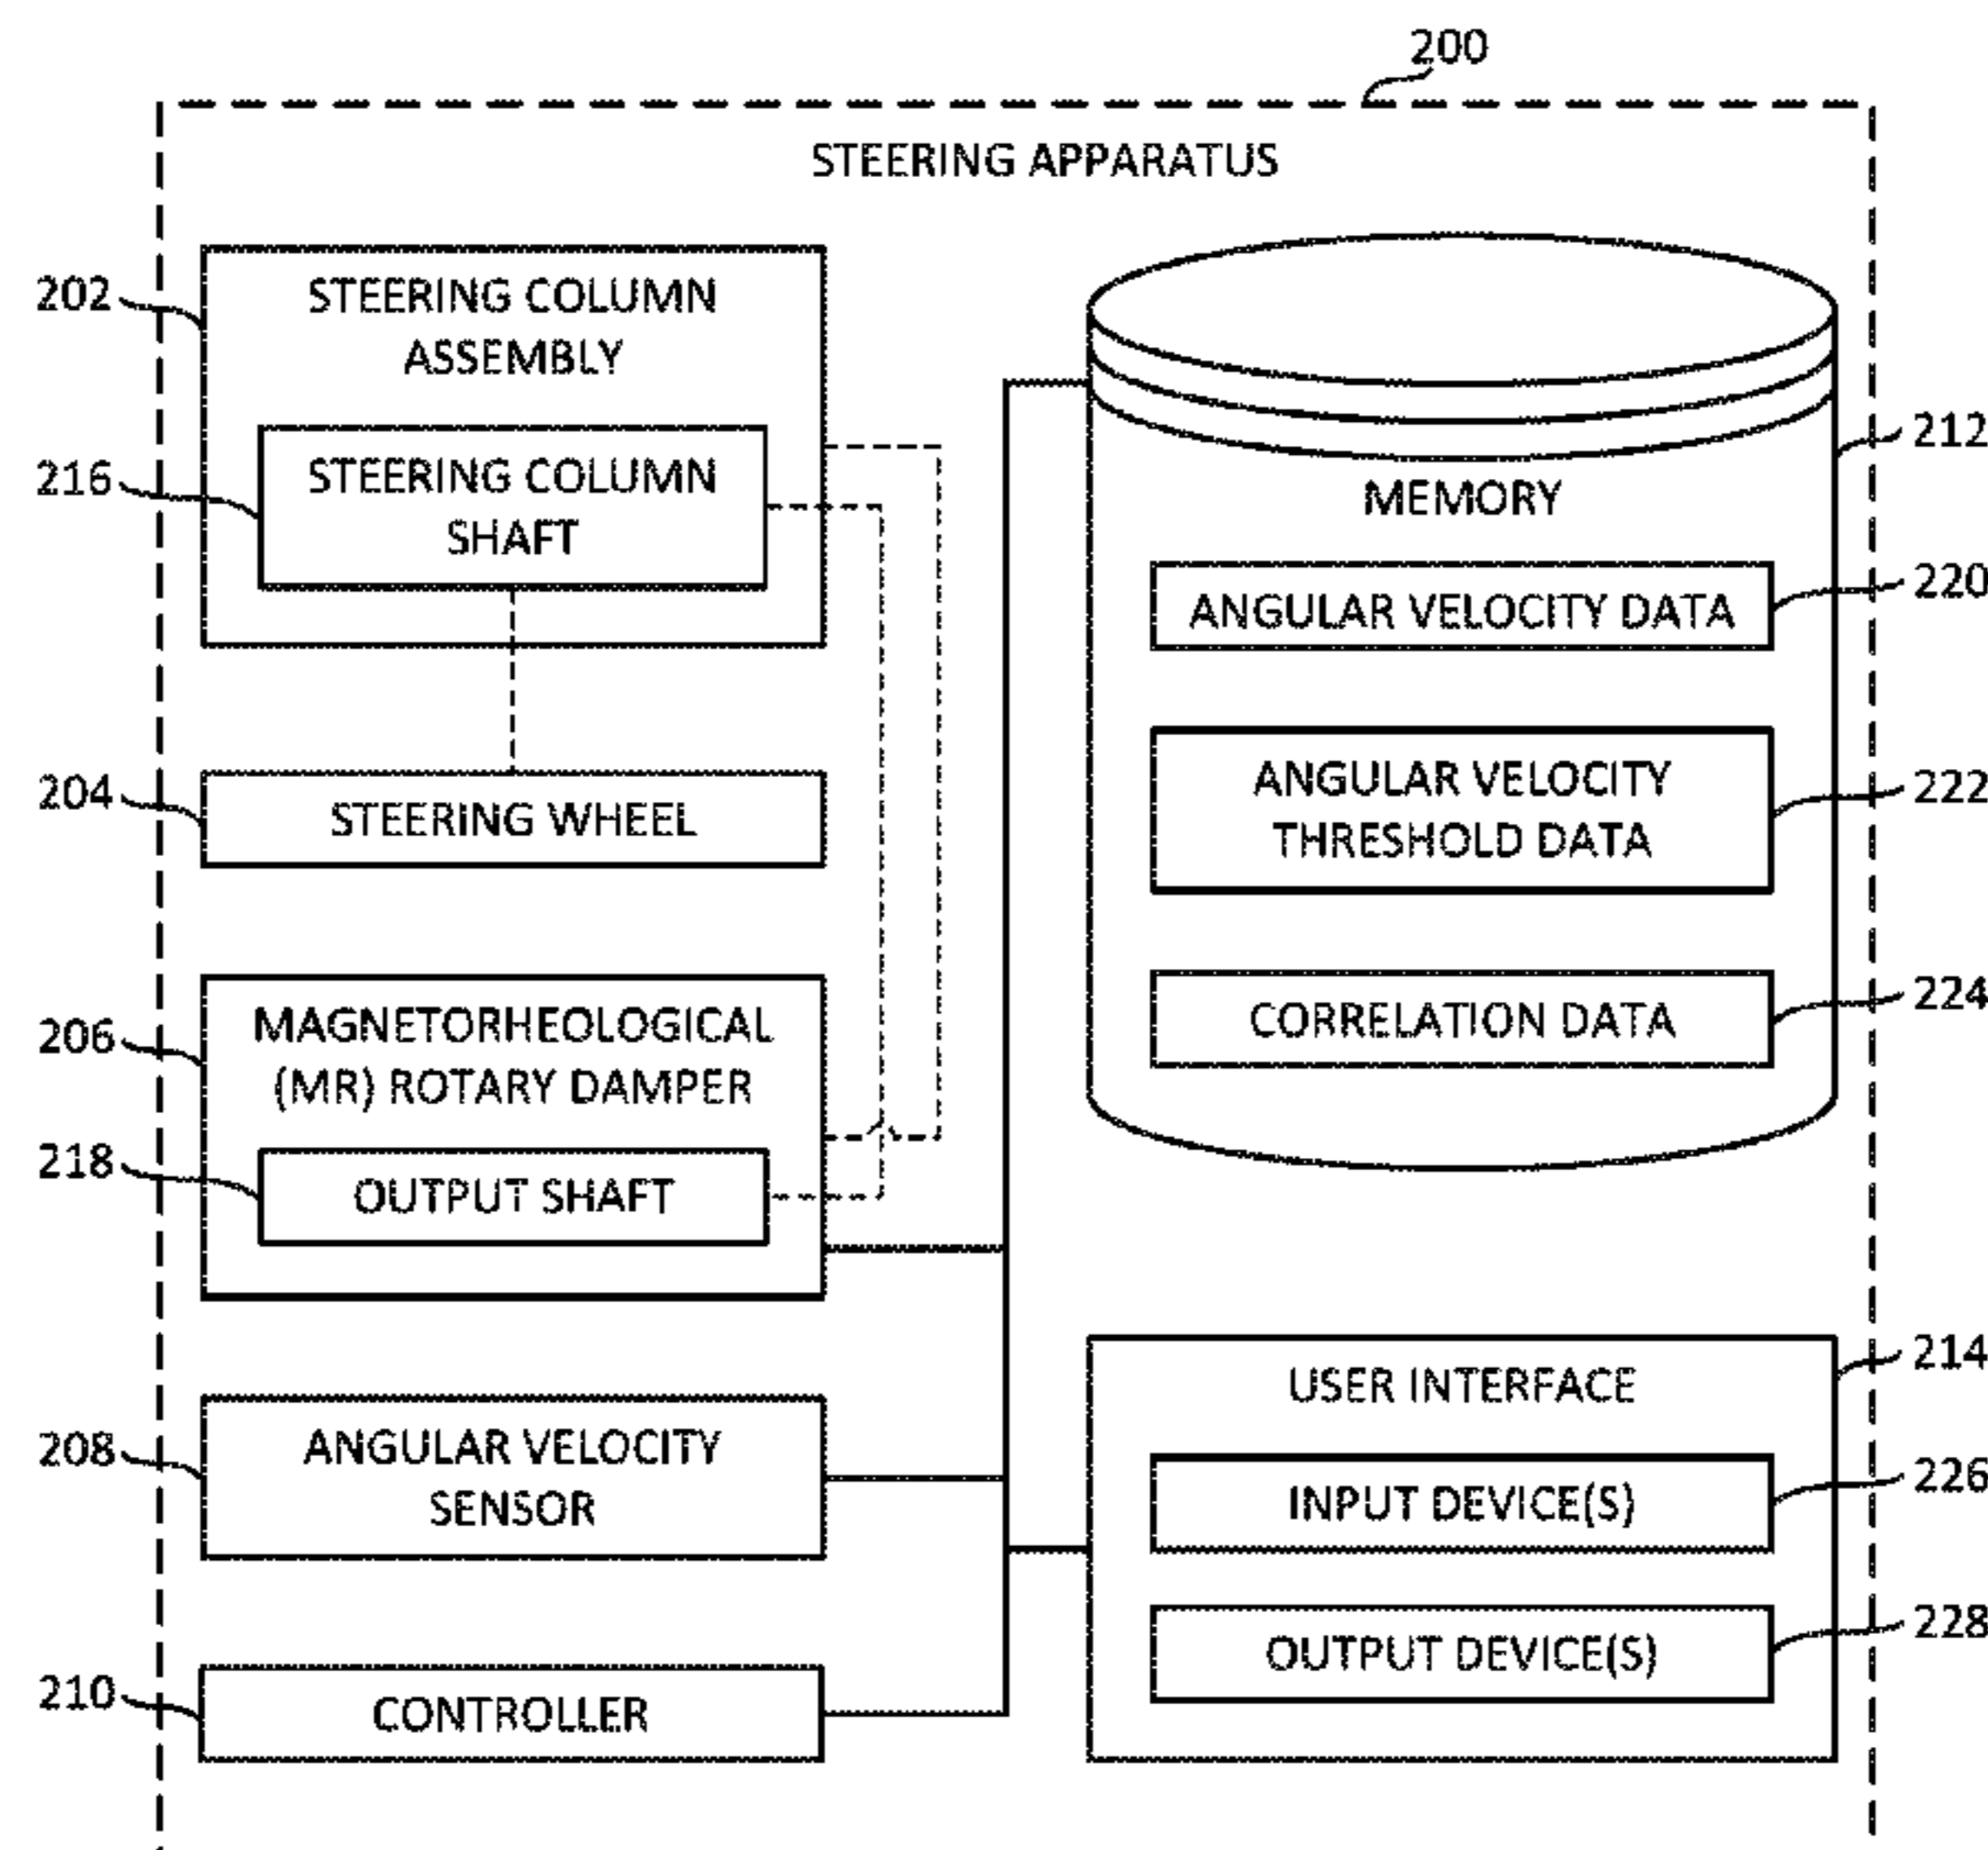 200
STEERING APPARATUS
202
STEERING COLUMN
ASSEMBLY
216
STEERING COLUMN
SHAFT
204
STEERING WHEEL
206
MAGNETORHEOLOGICAL
(MR) ROTARY DAMPER
218
OUTPUT SHAFT
208
ANGULAR VELOCITY
SENSOR
210
CONTROLLER
212
MEMORY
220
ANGULAR VELOCITY DATA
222
ANGULAR VELOCITY
THRESHOLD DATA
224
CORRELATION DATA
214
USER INTERFACE
226
INPUT DEVICE(S)
228
OUTPUT DEVICE(S)